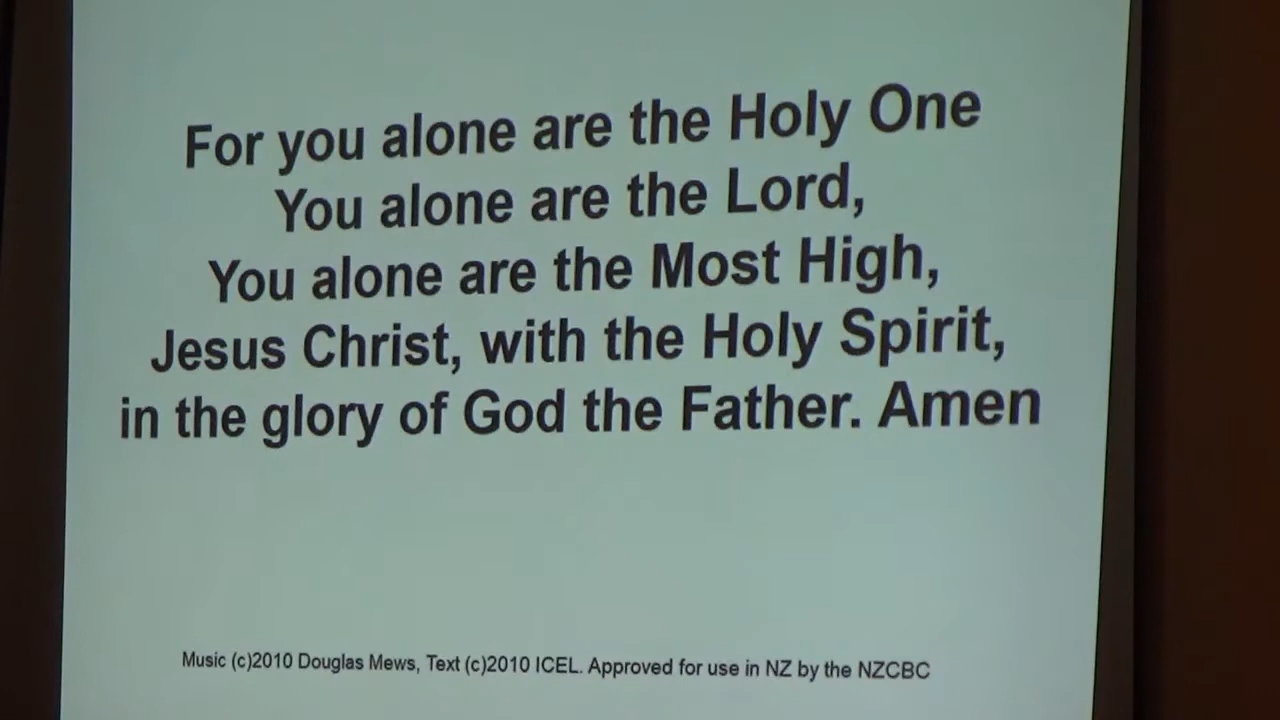 For you alone are the Holy One
You alone are the Lord,
You alone are the Most High,
Jesus Christ, with the Holy Spirit,
in the glory of God the Father. Amen
Music (c)2010 Douglas Mews, Text (c)2010 ICEL. Approved for use in NZ by the NZCBC